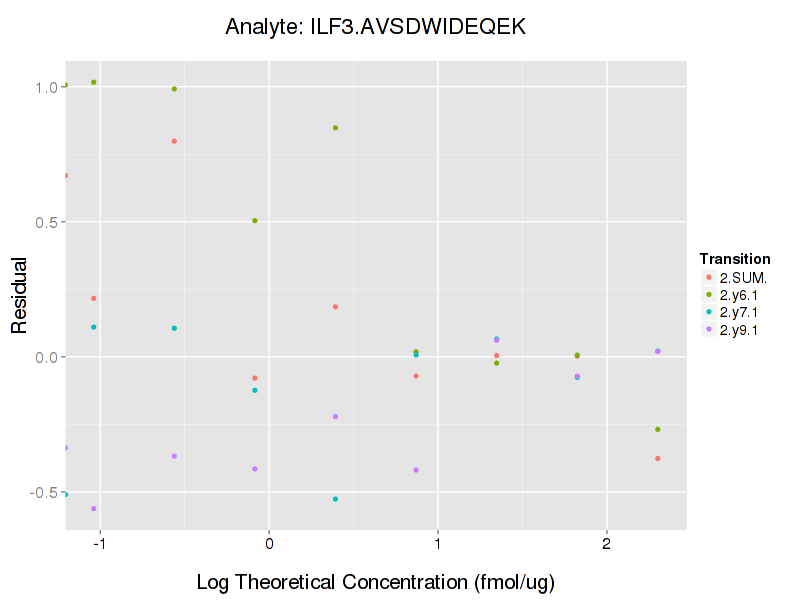 Analyte: ILF3.AVSDWIDEQEK
1.0
0.5
0.0
-0.5
Residual
-1 0 1 2
Log Theoretical Concentration (fmol/ug)
Transition
2.SUM.
2.y6.1
2.y7.1
2.y9.1